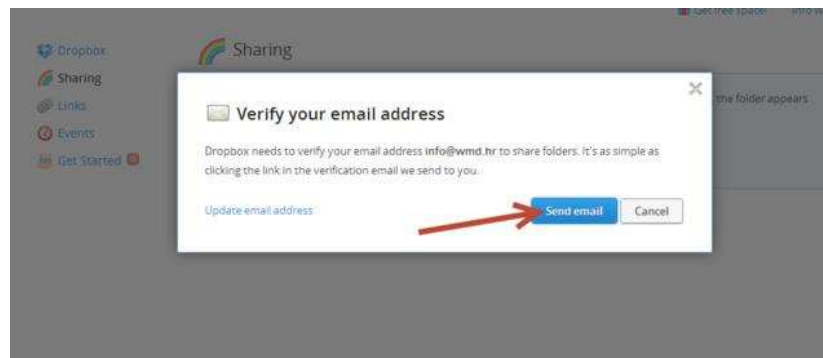 Get free space!
Info W
Dropbox
Sharing
Links
Events
Get Started
Sharing
the folder appears
Verify your email address
Dropbox needs to verify your email address info@wmd.hr to share folders. It's as simple as
clicking the link in the verification email we send to you.
Update email address
Send email
Cancel